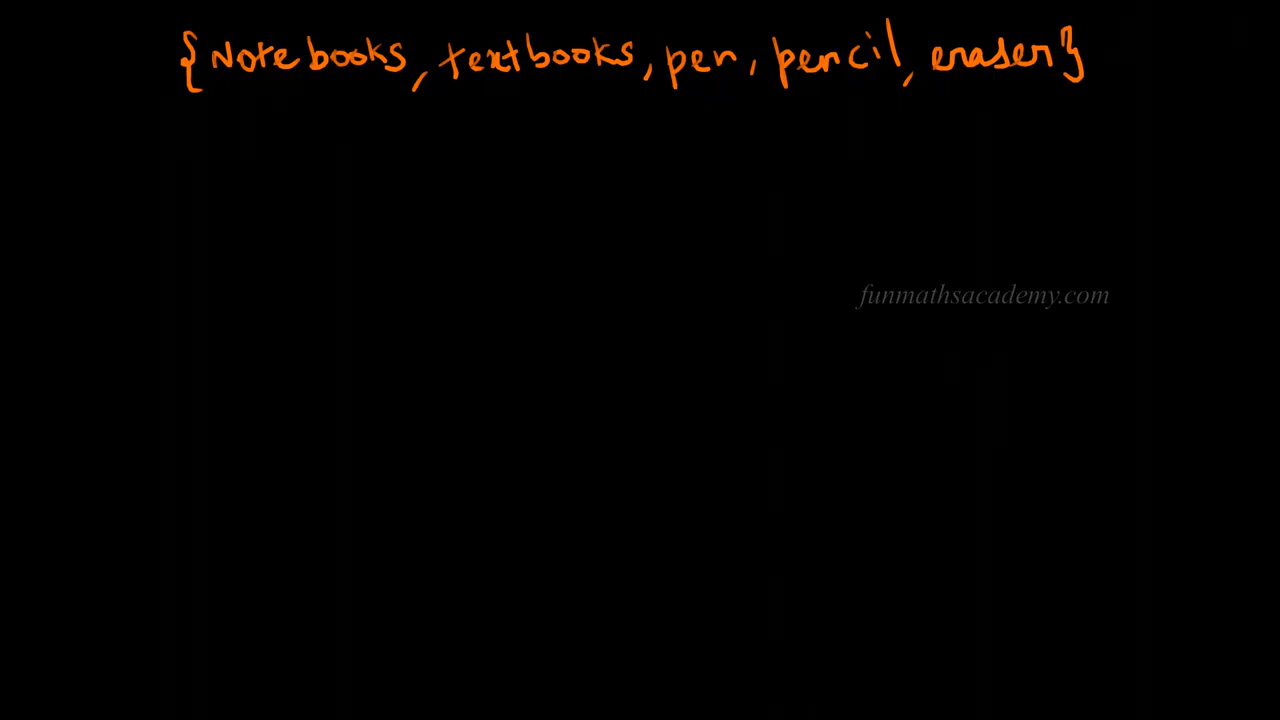 {Notebooks, textbooks, pen, pencil, eraser}
funmathsacademy.com